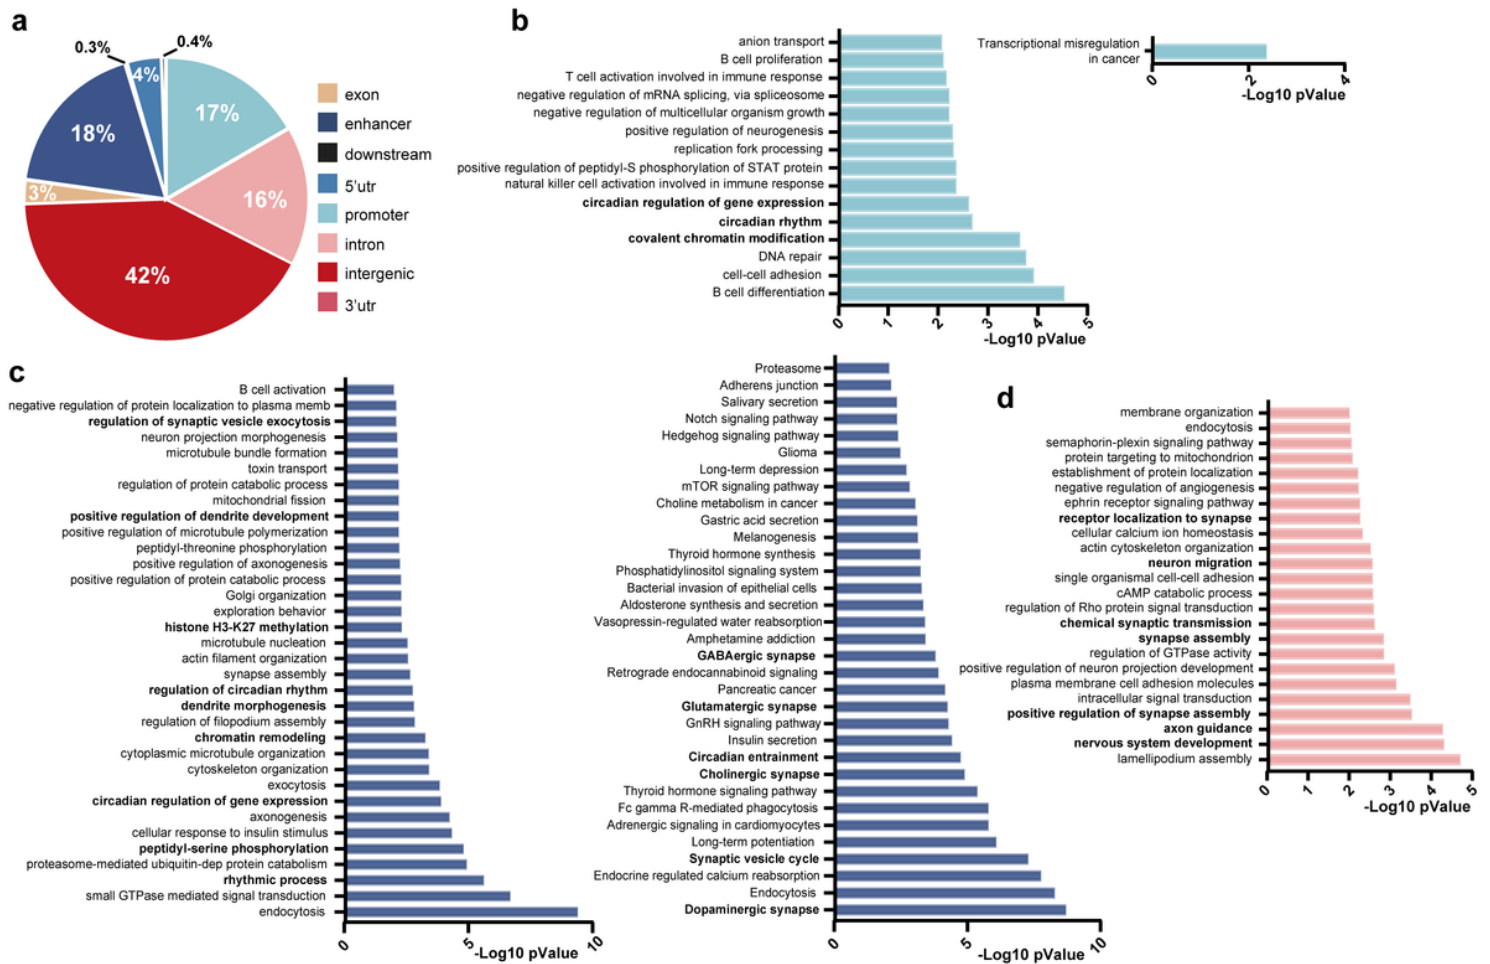 a
0.3%
0.4%
4%
17%
18%
16%
3%
42%
exon
enhancer
downstream
5'utr
promoter
intron
intergenic
3'utr
b
anion transport
B cell proliferation
T cell activation involved in immune response
negative regulation of mRNA splicing, via spliceosome
negative regulation of multicellular organism growth
positive regulation of neurogenesis
replication fork processing
positive regulation of peptidyl-S phosphorylation of STAT protein
natural killer cell activation involved in immune response
circadian regulation of gene expression
circadian rhythm
covalent chromatin modification
DNA repair
cell-cell adhesion
B cell differentiation
0 1 2 3 4 5
-Log10 pValue
Transcriptional misregulation
in cancer
0 2 4
-Log10 pValue
c
B cell activation
negative regulation of protein localization to plasma memb
regulation of synaptic vesicle exocytosis
neuron projection morphogenesis
microtubule bundle formation
toxin transport
regulation of protein catabolic process
mitochondrial fission
positive regulation of dendrite development
positive regulation of microtubule polymerization
peptidyl-threonine phosphorylation
positive regulation of axonogenesis
positive regulation of protein catabolic process
Golgi organization
exploration behavior
histone H3-K27 methylation
microtubule nucleation
actin filament organization
synapse assembly
regulation of circadian rhythm
dendrite morphogenesis
regulation of filopodium assembly
chromatin remodeling
cytoplasmic microtubule organization
cytoskeleton organization
exocytosis
circadian regulation of gene expression
axonogenesis
cellular response to insulin stimulus
peptidyl-serine phosphorylation
proteasome-mediated ubiquitin-dep protein catabolism
rhythmic process
small GTPase mediated signal transduction
endocytosis
0 5 10
-Log10 pValue
Proteasome
Adherens junction
Salivary secretion
Notch signaling pathway
Hedgehog signaling pathway
Glioma
Long-term depression
mTOR signaling pathway
Choline metabolism in cancer
Gastric acid secretion
Melanogenesis
Thyroid hormone synthesis
Phosphatidylinositol signaling system
Bacterial invasion of epithelial cells
Aldosterone synthesis and secretion
Vasopressin-regulated water reabsorption
Amphetamine addiction
GABAergic synapse
Retrograde endocannabinoid signaling
Pancreatic cancer
Glutamatergic synapse
GnRH signaling pathway
Insulin secretion
Circadian entrainment
Cholinergic synapse
Thyroid hormone signaling pathway
Fc gamma R-mediated phagocytosis
Adrenergic signaling in cardiomyocytes
Long-term potentiation
Synaptic vesicle cycle
Endocrine regulated calcium reabsorption
Endocytosis
Dopaminergic synapse
0 5 10
-Log10 pValue
d
membrane organization
endocytosis
semaphorin-plexin signaling pathway
protein targeting to mitochondrion
establishment of protein localization
negative regulation of angiogenesis
ephrin receptor signaling pathway
receptor localization to synapse
cellular calcium ion homeostasis
actin cytoskeleton organization
neuron migration
single organismal cell-cell adhesion
cAMP catabolic process
regulation of Rho protein signal transduction
chemical synaptic transmission
synapse assembly
regulation of GTPase activity
positive regulation of neuron projection development
plasma membrane cell adhesion molecules
intracellular signal transduction
positive regulation of synapse assembly
axon guidance
nervous system development
lamellipodium assembly
0 1 2 3 4 5
-Log10 pValue